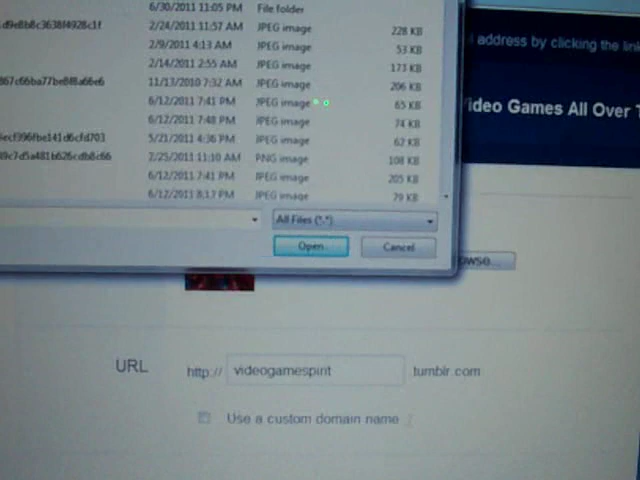 6/30/2011 11:05 PM File folder
2/24/2011 11:57 AM JPEG image 228 KB
2/9/2011 4:13 AM JPEG image 53 KB
2/14/2011 2:55 AM JPEG image 173 KB
11/13/2010 7:32 AM JPEG image 206 KB
6/12/2011 7:41 PM JPEG image 65 KB
6/12/2011 7:48 PM JPEG image 74 KB
5/21/2011 4:36 PM JPEG image 62 KB
2/25/2011 11:10 AM PNG image 108 KB
6/12/2011 7:41 PM JPEG image 205 KB
6/12/2011 8:17 PM JPEG image 79 KB
address by clicking the link
Video Games All Over T
All Files (*.*)
Open Cancel
owse...
URL http:// videogamespirit .tumblr.com
Use a custom domain name